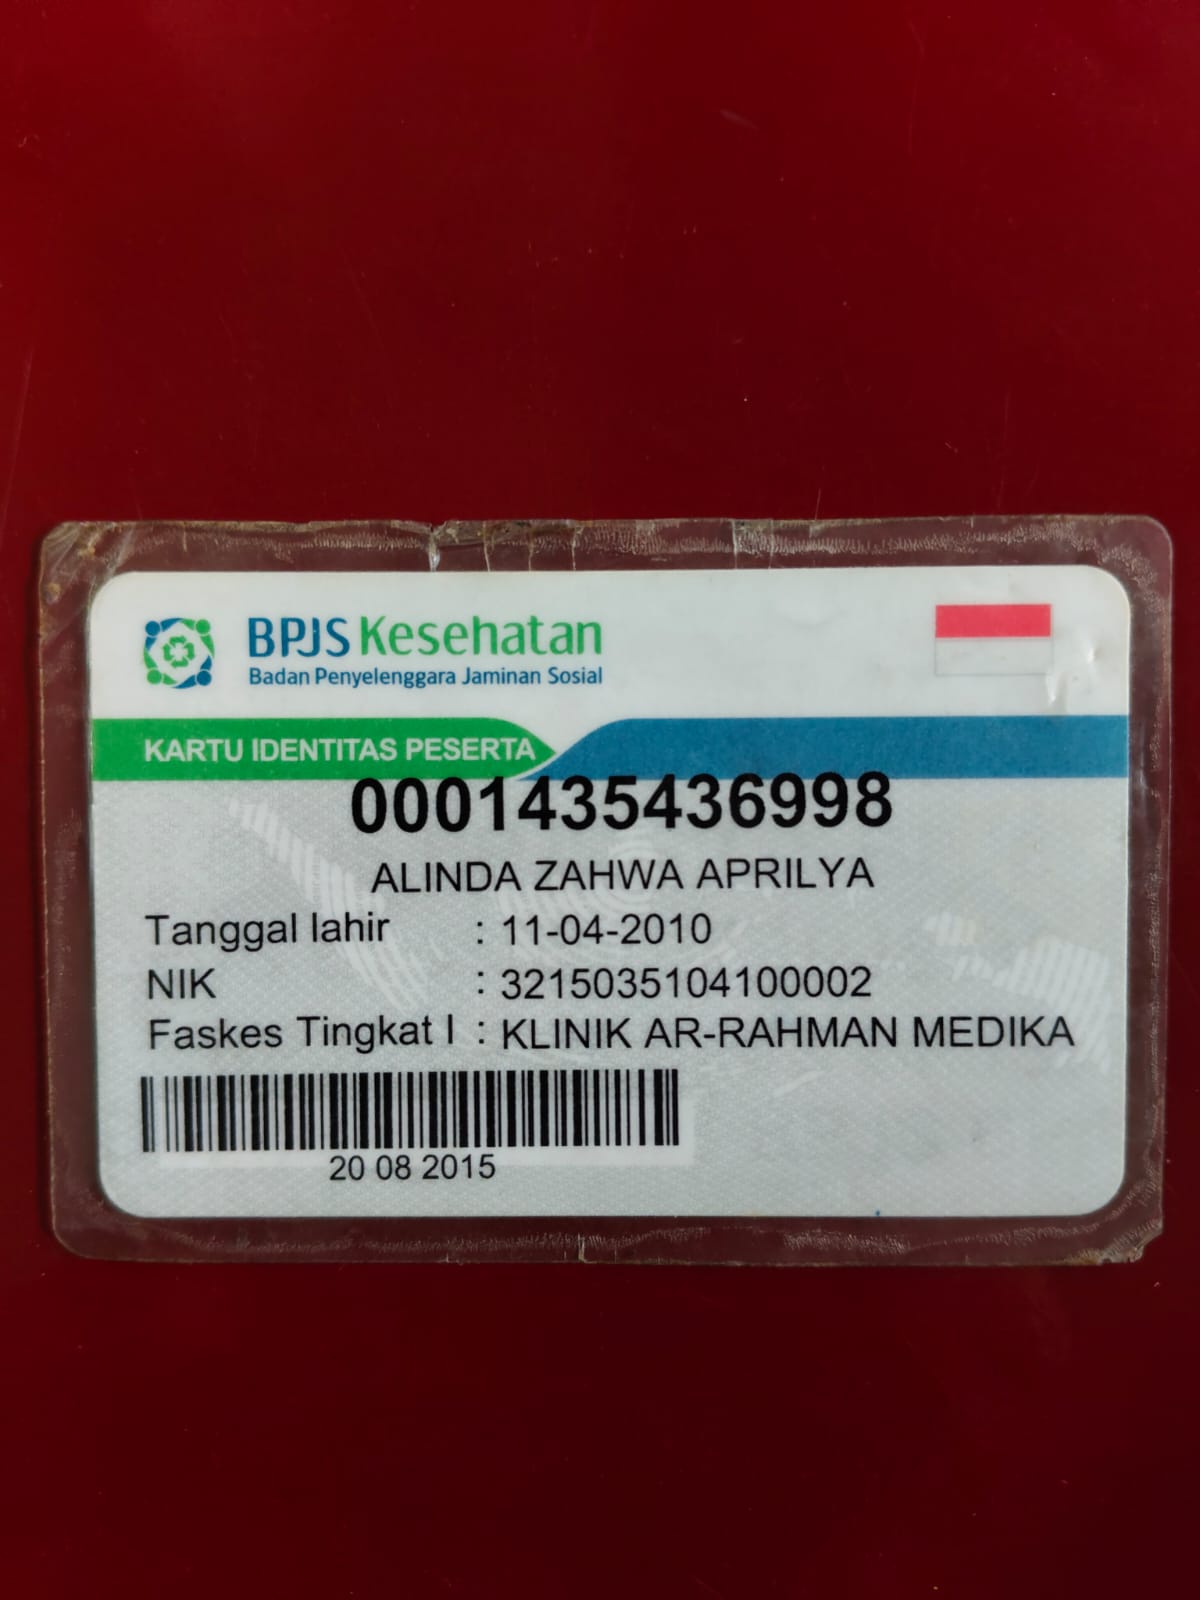 BPJS Kesehatan
Badan Penyelenggara Jaminan Sosial
KARTU IDENTITAS PESERTA
0001435436998
ALINDA ZAHWA APRILYA
Tanggal lahir : 11-04-2010
NIK : 3215035104100002
Faskes Tingkat I : KLINIK AR-RAHMAN MEDIKA
20 08 2015